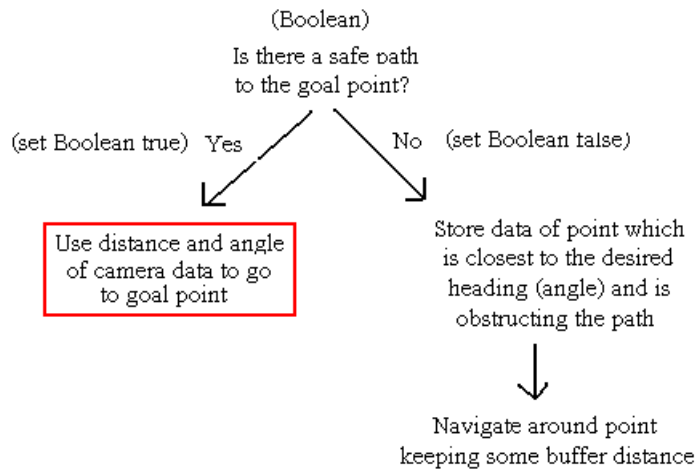 (Boolean)
Is there a safe path
to the goal point?
(set Boolean true) Yes
No (set Boolean false)
Use distance and angle
of camera data to go
to goal point
Store data of point which
is closest to the desired
heading (angle) and is
obstructing the path
Navigate around point
keeping some buffer distance